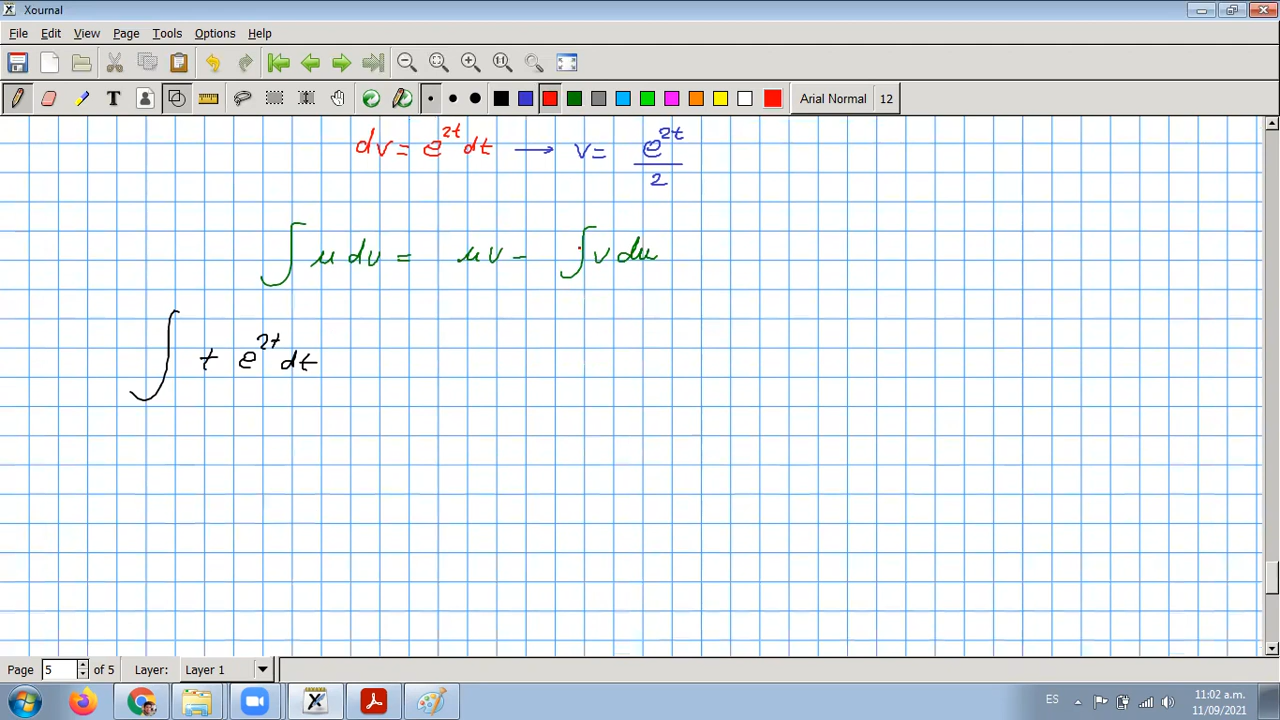 Xournal
File Edit View Page Tools Options Help
Arial Normal 12
dv = e^{2t} dt → v = e^{2t}/2
∫ μ dv = μv - ∫ v du
∫ t e^{2t} dt
Page 5 of 5 Layer: Layer 1
ES 11:02 a.m.
11/09/2021